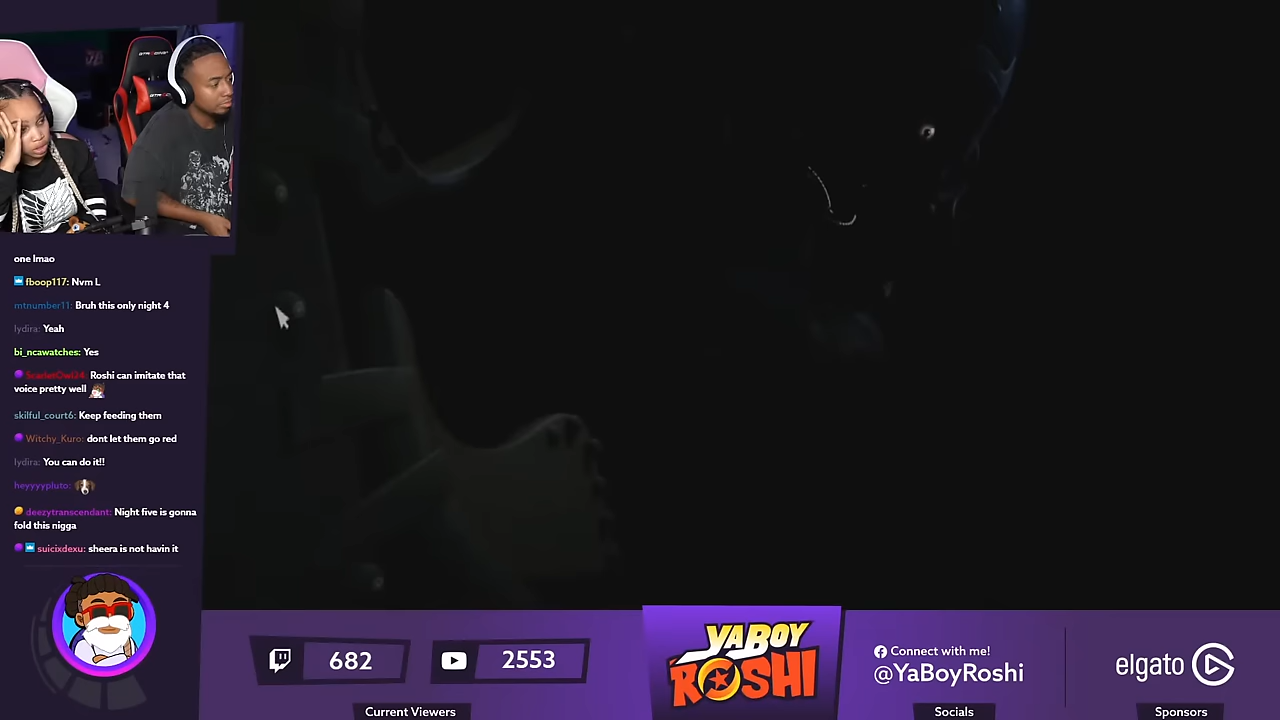 one lmao
fboop117: Nvm L
mtnumber11: Bruh this only night 4
lydira: Yeah
bi_ncawatches: Yes
ScarletOwl24: Roshi can imitate that
voice pretty well
skilful_court6: Keep feeding them
Witchy_Kuro: dont let them go red
lydira: You can do it!!
heyyyypluto:
deezytranscendant: Night five is gonna
fold this nigga
suicixdexu: sheera is not havin it
682
2553
Current Viewers
YABOY
ROSHI
Connect with me!
@YaBoyRoshi
Socials
elgato
Sponsors